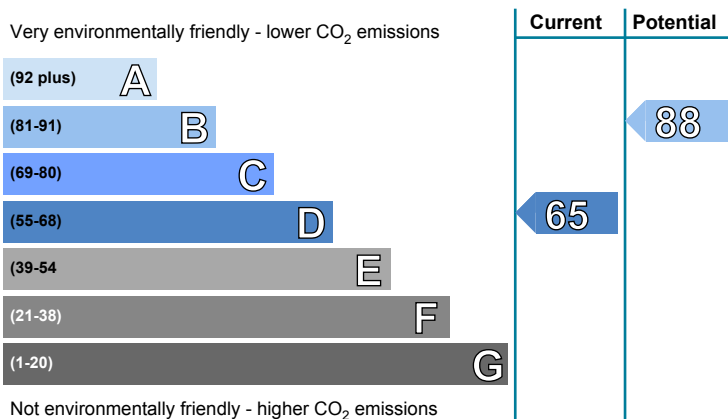 Current Potential
Very environmentally friendly - lower CO2 emissions
(92 plus) A
(81-91) B
88
(69-80) C
(55-68) D
65
(39-54 E
(21-38) F
(1-20) G
Not environmentally friendly - higher CO2 emissions